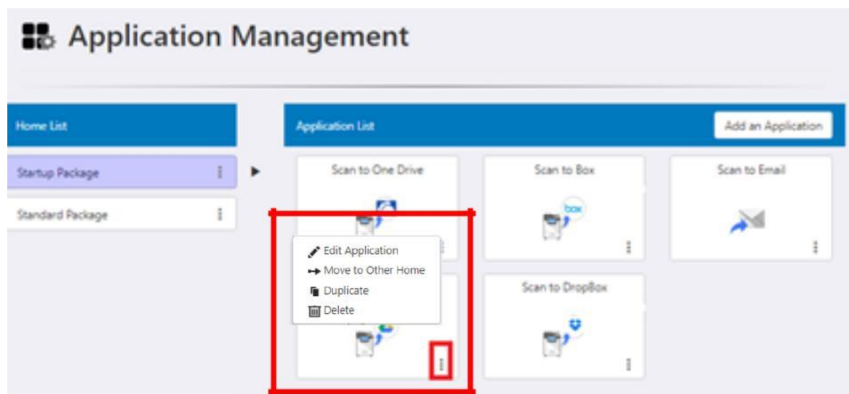 Application Management
Home List
Application List
Add an Application
Startup Package
Standard Package
Scan to One Drive
Scan to Box
box
Scan to Email
Edit Application
Move to Other Home
Duplicate
Delete
Scan to DropBox